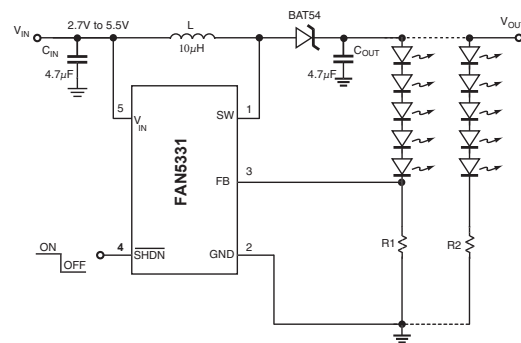 2.7V to 5.5V
L
BAT54
VIN
VOUT
CIN
10µH
COUT
4.7µF
4.7µF
5
1
VIN
SW
FAN5331
3
FB
ON
4
2
R1
R2
SHDN
GND
OFF